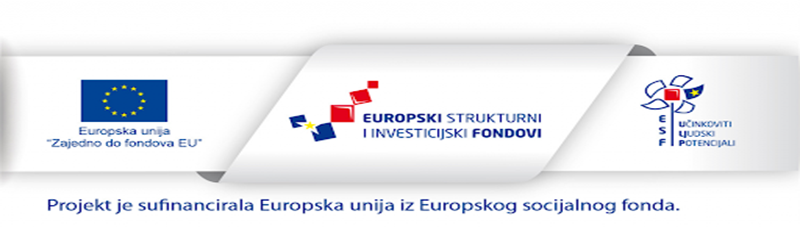 Europska unija
"Zajedno do fondova EU"
EUROPSKI STRUKTURNI
I INVESTICIJSKI FONDOVI
ESF
UČINKOVITI
LJUDSKI
POTENCIJALI
Projekt je sufinancirala Europska unija iz Europskog socijalnog fonda.